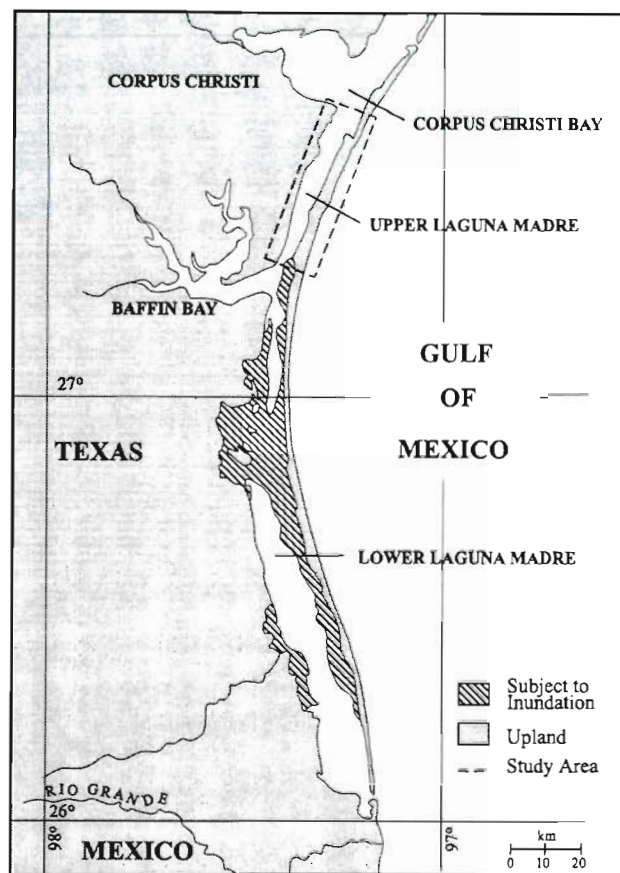 CORPUS CHRISTI
CORPUS CHRISTI BAY
UPPER LAGUNA MADRE
BAFFIN BAY
GULF
27°
OF
TEXAS
MEXICO
LOWER LAGUNA MADRE
Subject to
Inundation
Upland
Study Area
RIO GRANDE
26°
98°
97°
MEXICO
km
0 10 20